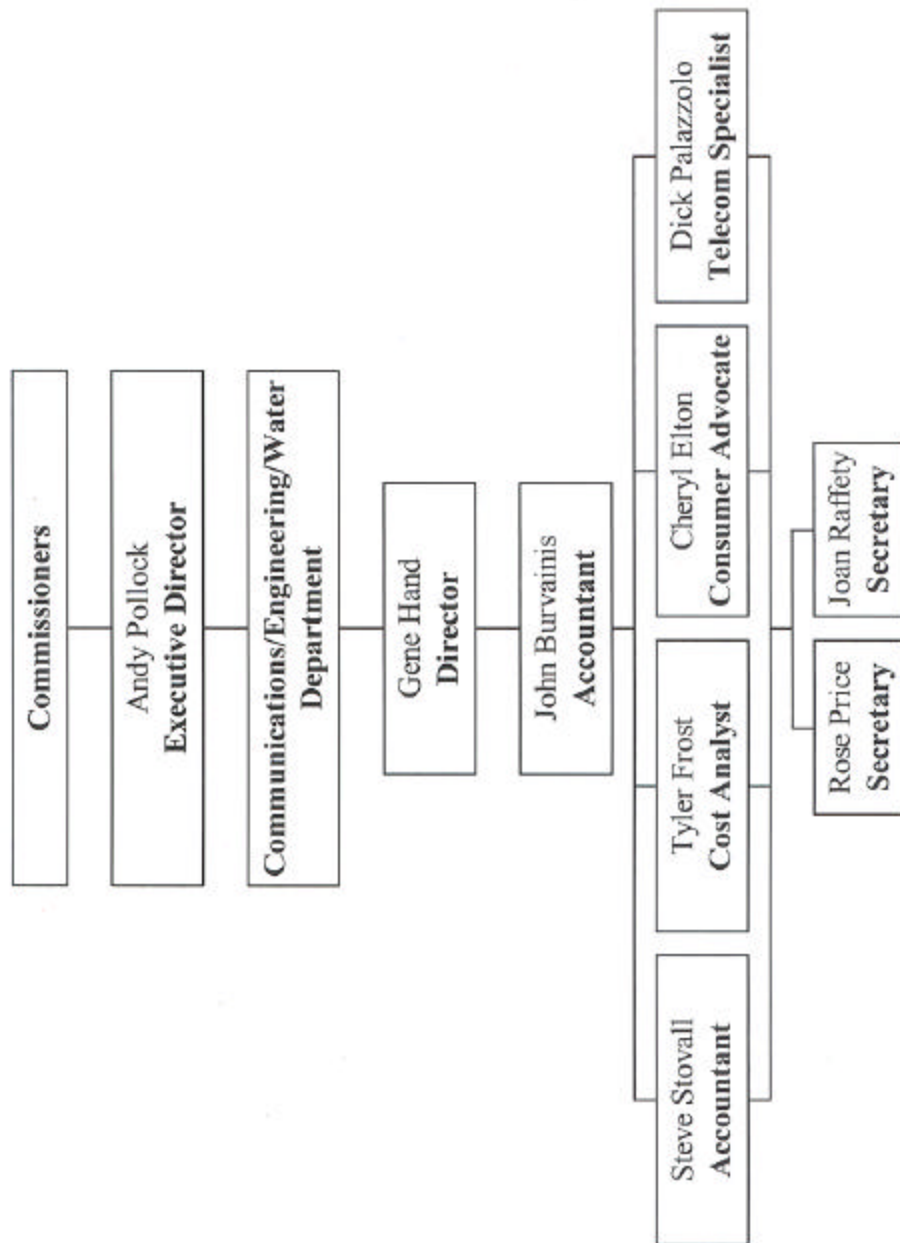 Commissioners
Andy Pollock
Executive Director
Communications/Engineering/Water
Department
Gene Hand
Director
John Burvainis
Accountant
Steve Stovall
Accountant
Tyler Frost
Cost Analyst
Cheryl Elton
Consumer Advocate
Dick Palazzolo
Telecom Specialist
Rose Price
Secretary
Joan Raffety
Secretary